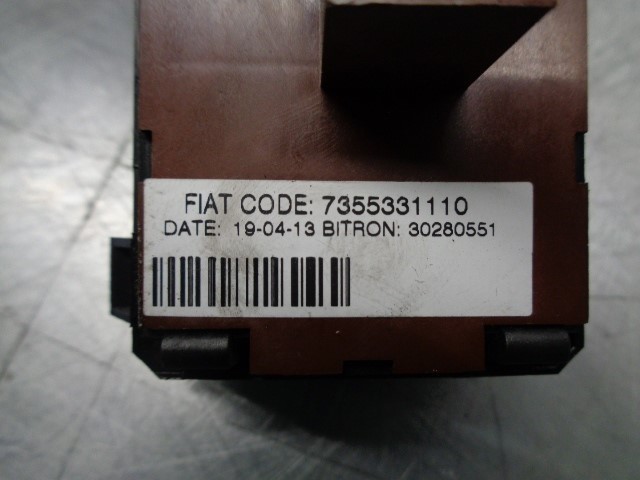 FIAT CODE: 7355331110
DATE: 19-04-13 BITRON: 30280551